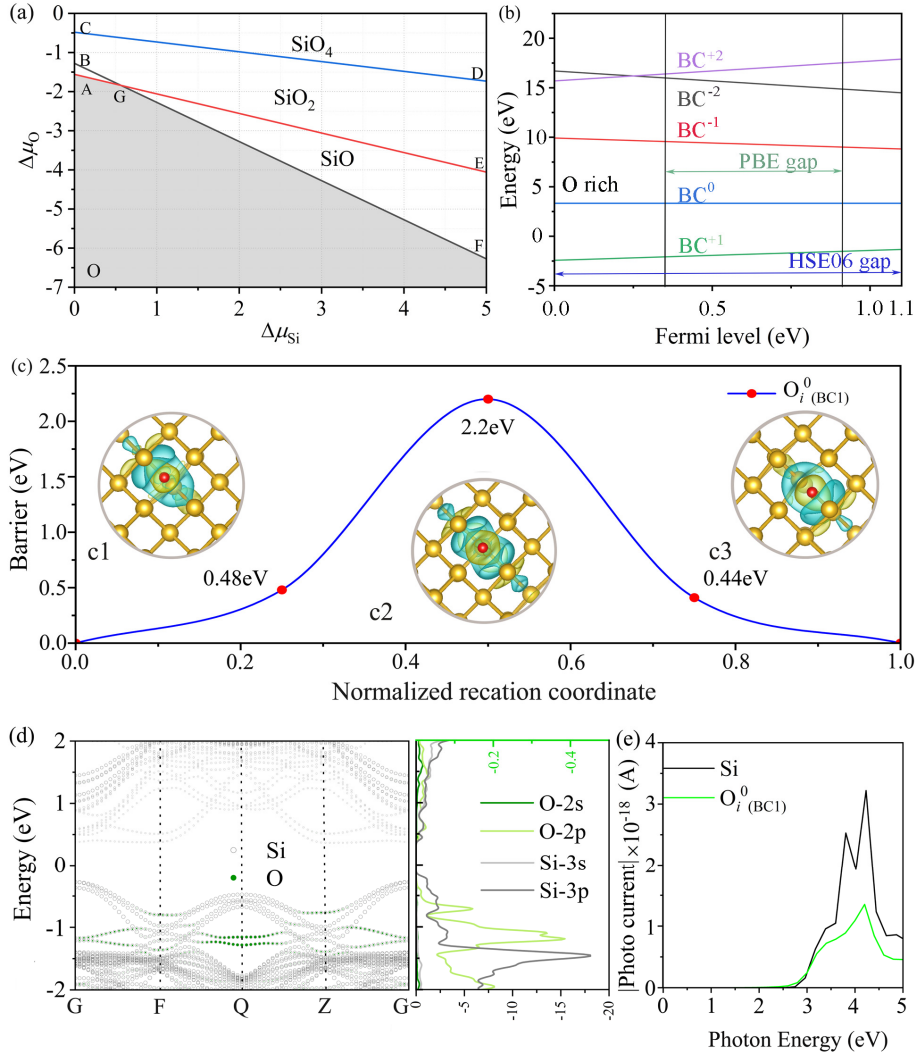 (a)
0
-1
-2
-3
-4
-5
-6
-7
Δμ_O
C
B
A
G
D
E
F
O
SiO₄
SiO₂
SiO
0 1 2 3 4 5
Δμ_Si
(b)
20
15
10
5
0
-5
Energy (eV)
BC⁺²
BC⁻²
BC⁻¹
PBE gap
O rich
BC⁰
BC⁺¹
HSE06 gap
0.0 0.5 1.0 1.1
Fermi level (eV)
(c)
2.5
2.0
1.5
1.0
0.5
0.0
Barrier (eV)
O_i⁰ (BC1)
2.2eV
c1
0.48eV
c2
c3
0.44eV
0.0 0.2 0.4 0.6 0.8 1.0
Normalized recation coordinate
(d)
2
1
0
-1
-2
Energy (eV)
Si
O
G F Q Z G
-0.2 -0.4
O-2s
O-2p
Si-3s
Si-3p
0 -5 -10 -15 -20
(e)
4
3
2
1
0
|Photo current|×10⁻¹⁸ (A)
Si
O_i⁰ (BC1)
0 1 2 3 4 5
Photon Energy (eV)